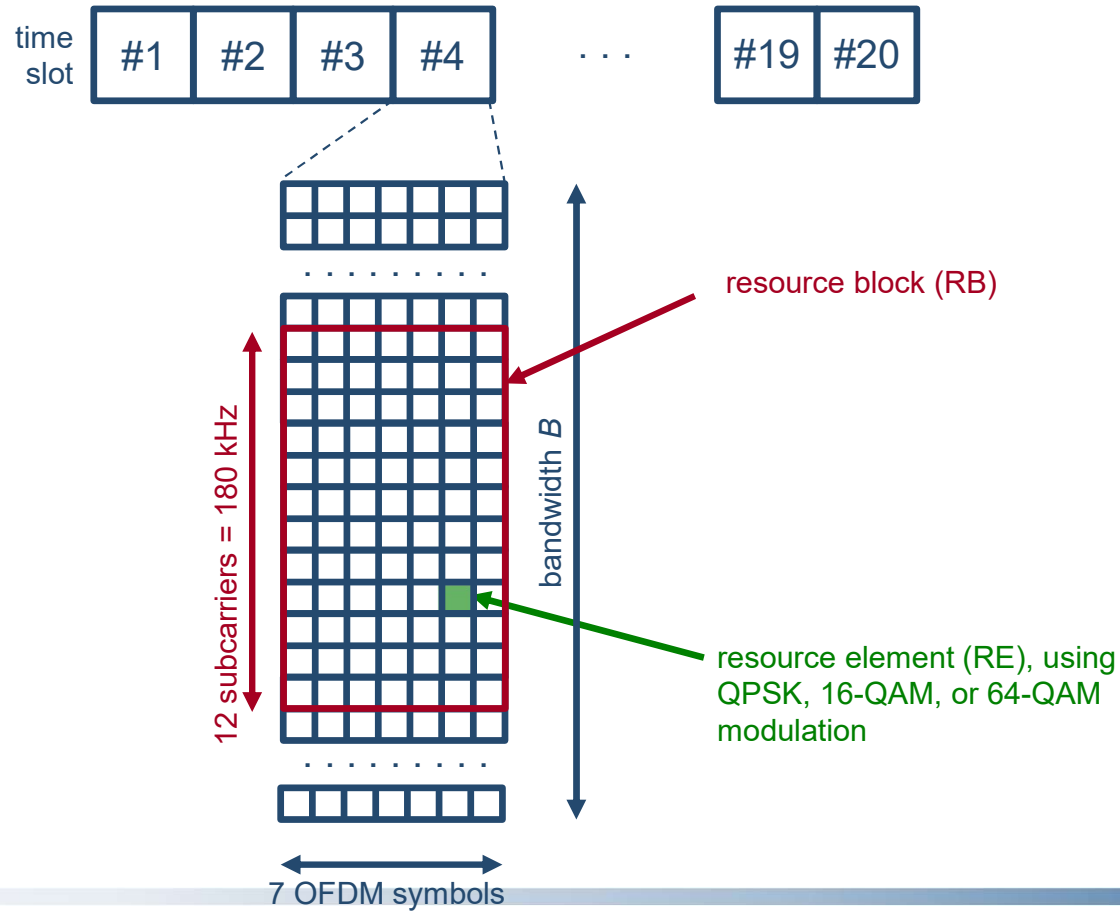 time
slot
#1 #2 #3 #4 . . . #19 #20
. . . . . . . . .
resource block (RB)
12 subcarriers = 180 kHz
bandwidth B
resource element (RE), using
QPSK, 16-QAM, or 64-QAM
modulation
. . . . . . . . .
7 OFDM symbols